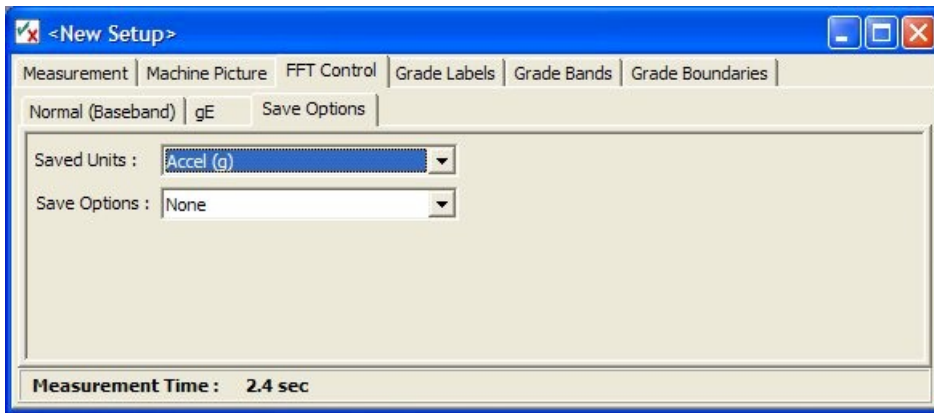 <New Setup>
Measurement Machine Picture FFT Control Grade Labels Grade Bands Grade Boundaries
Normal (Baseband) gE Save Options
Saved Units : Accel (g)
Save Options : None
Measurement Time : 2.4 sec